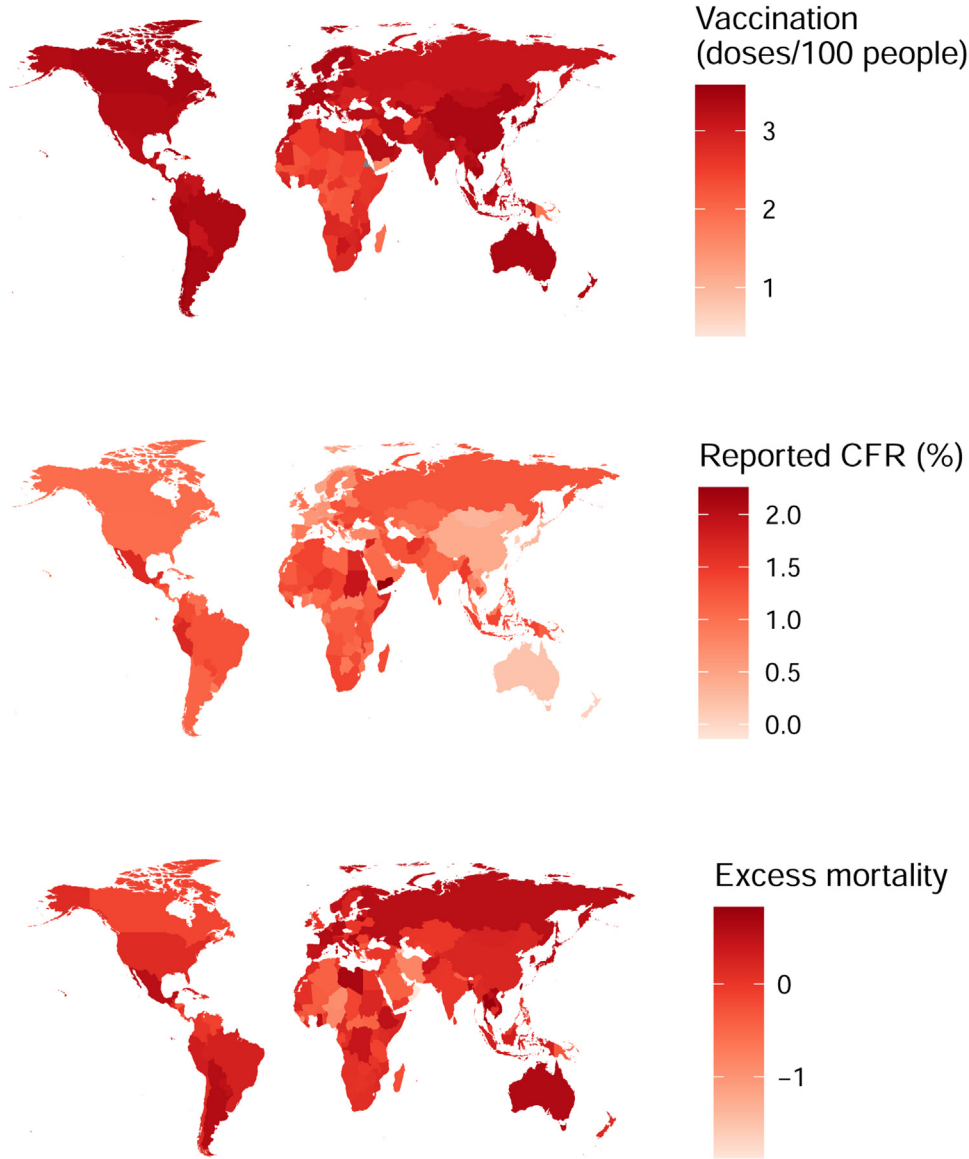 Vaccination
(doses/100 people)
3
2
1
Reported CFR (%)
2.0
1.5
1.0
0.5
0.0
Excess mortality
0
−1